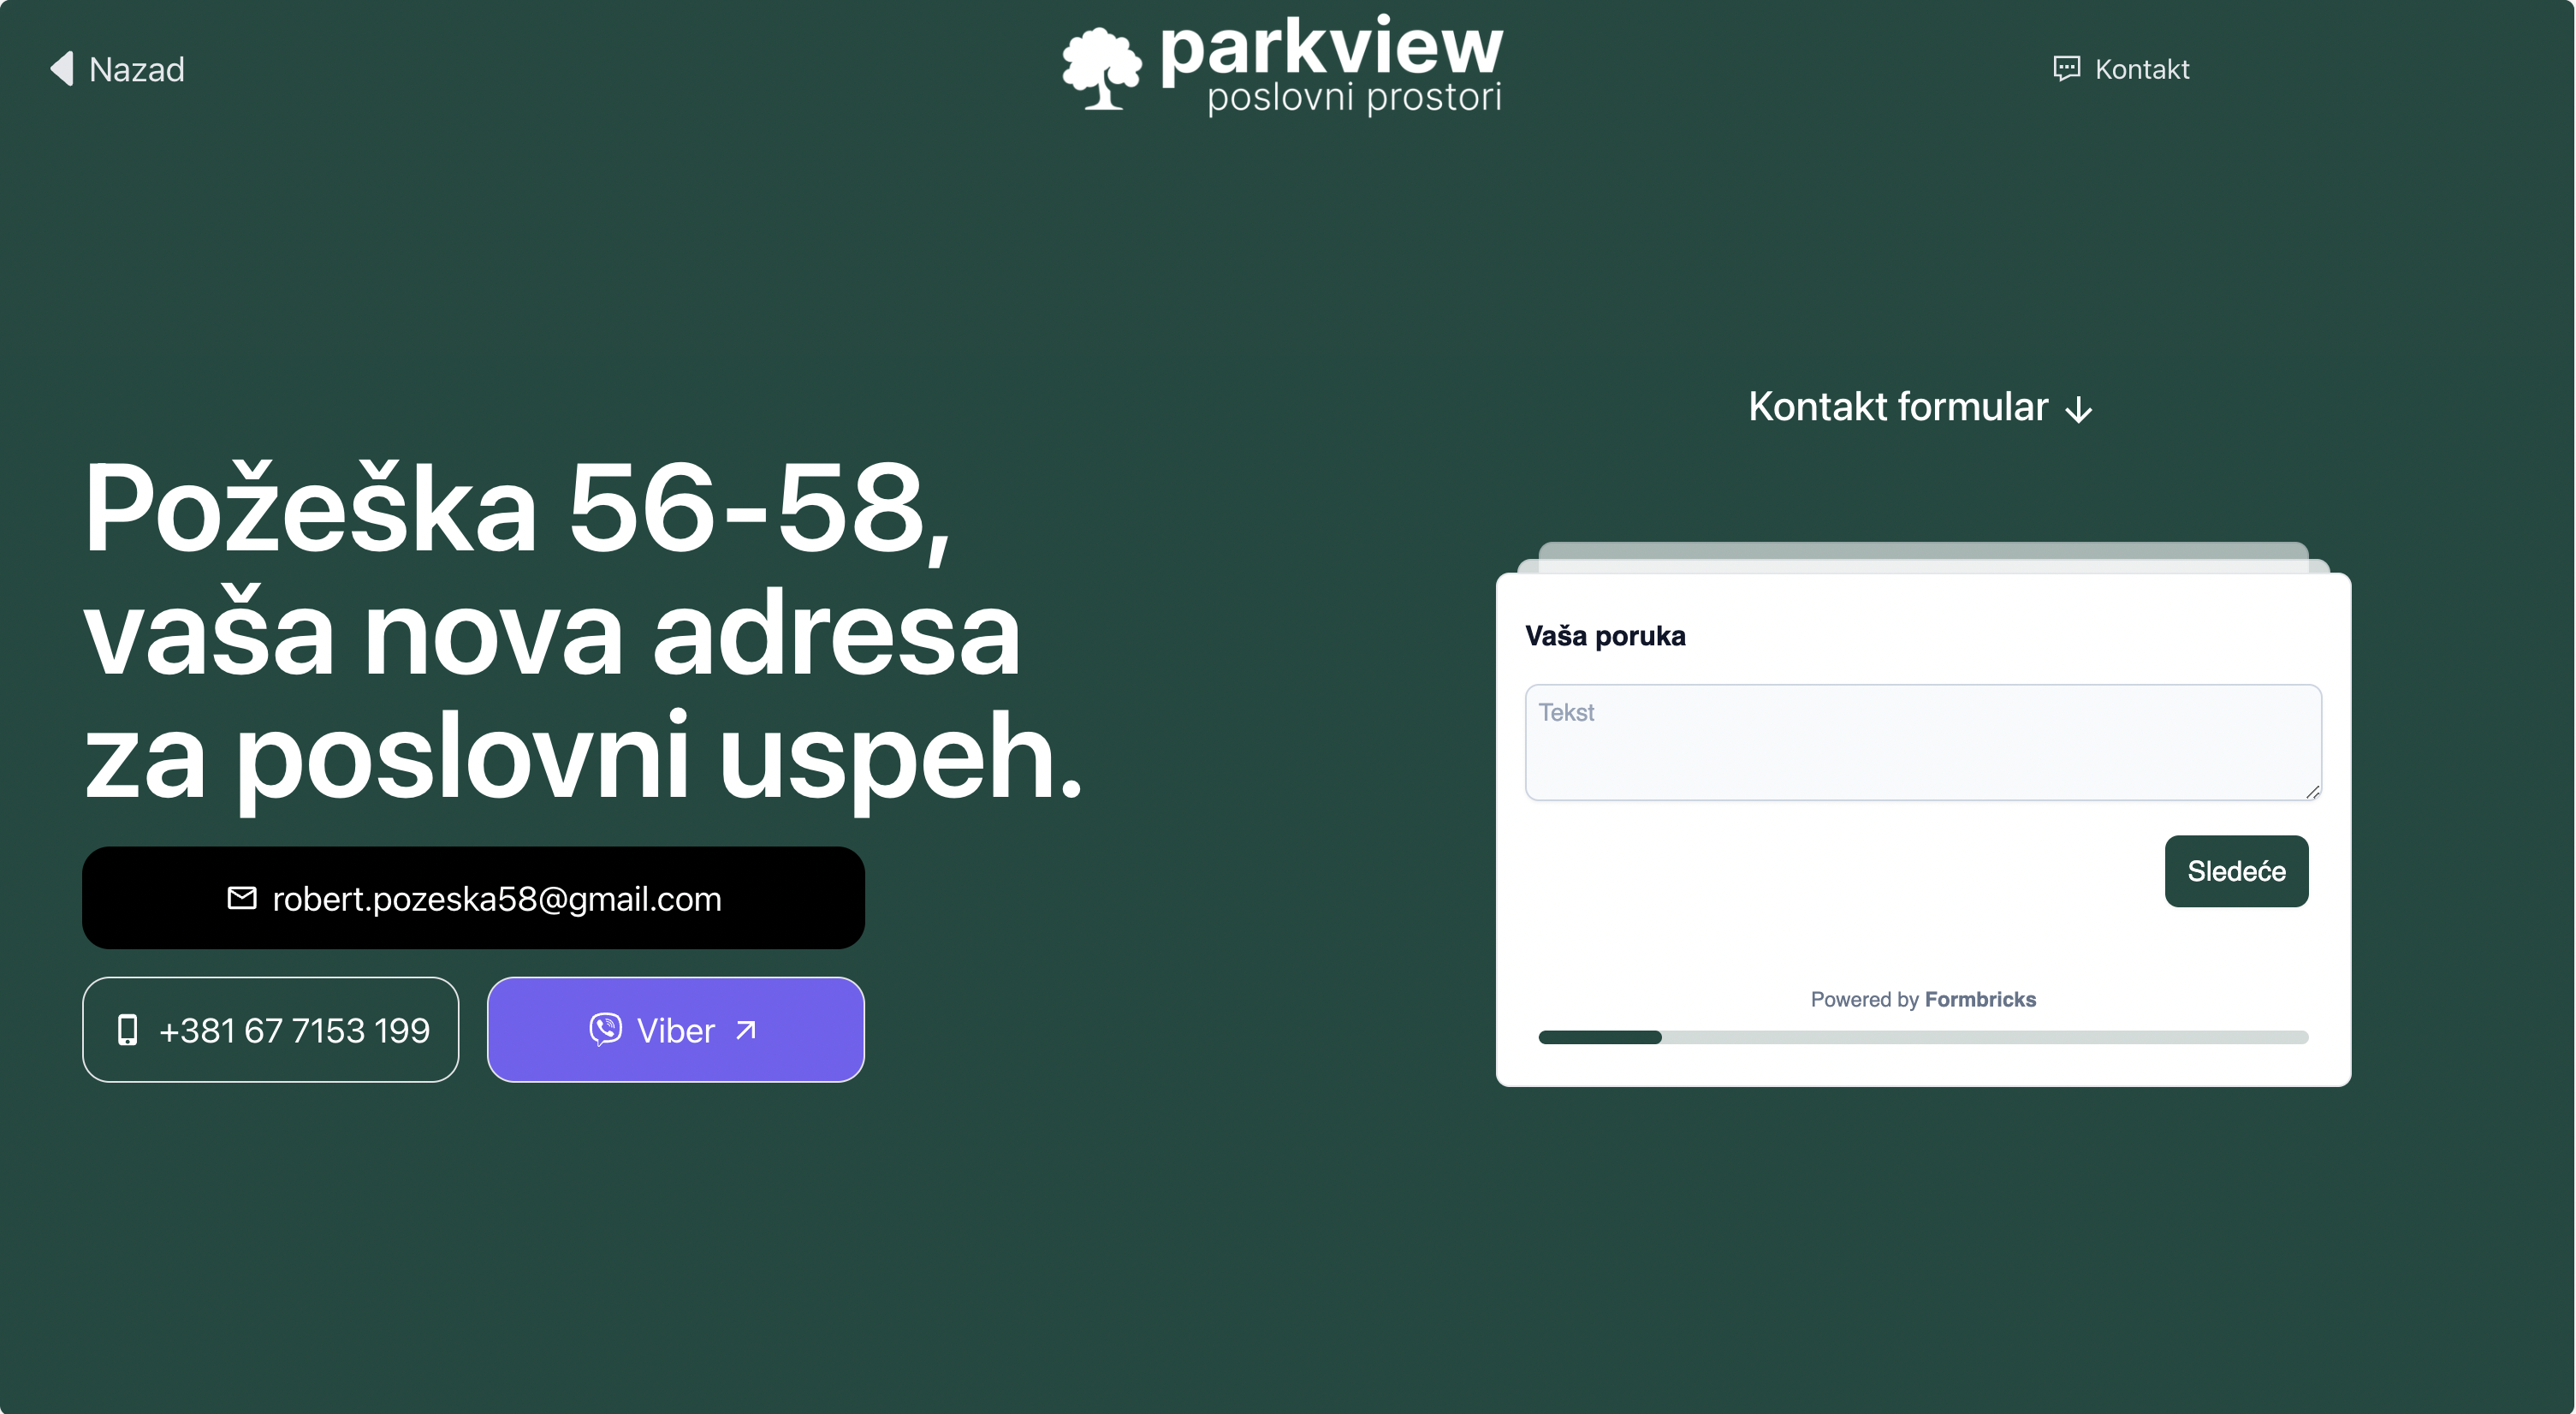 Nazad
parkview
poslovni prostori
Kontakt
Požeška 56-58,
vaša nova adresa
za poslovni uspeh.
robert.pozeska58@gmail.com
+381 67 7153 199
Viber
Kontakt formular
Vaša poruka
Tekst
Sledeće
Powered by Formbricks